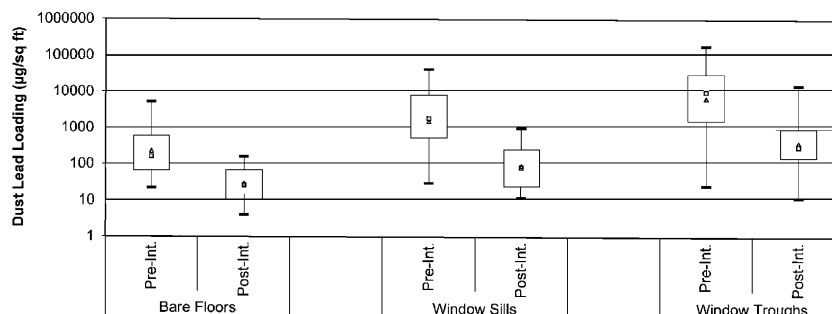 Dust Lead Loading (µg/sq ft)
1000000
100000
10000
1000
100
10
1
Pre-Int.
Post-Int.
Pre-Int.
Post-Int.
Pre-Int.
Post-Int.
Bare Floors
Window Sills
Window Troughs